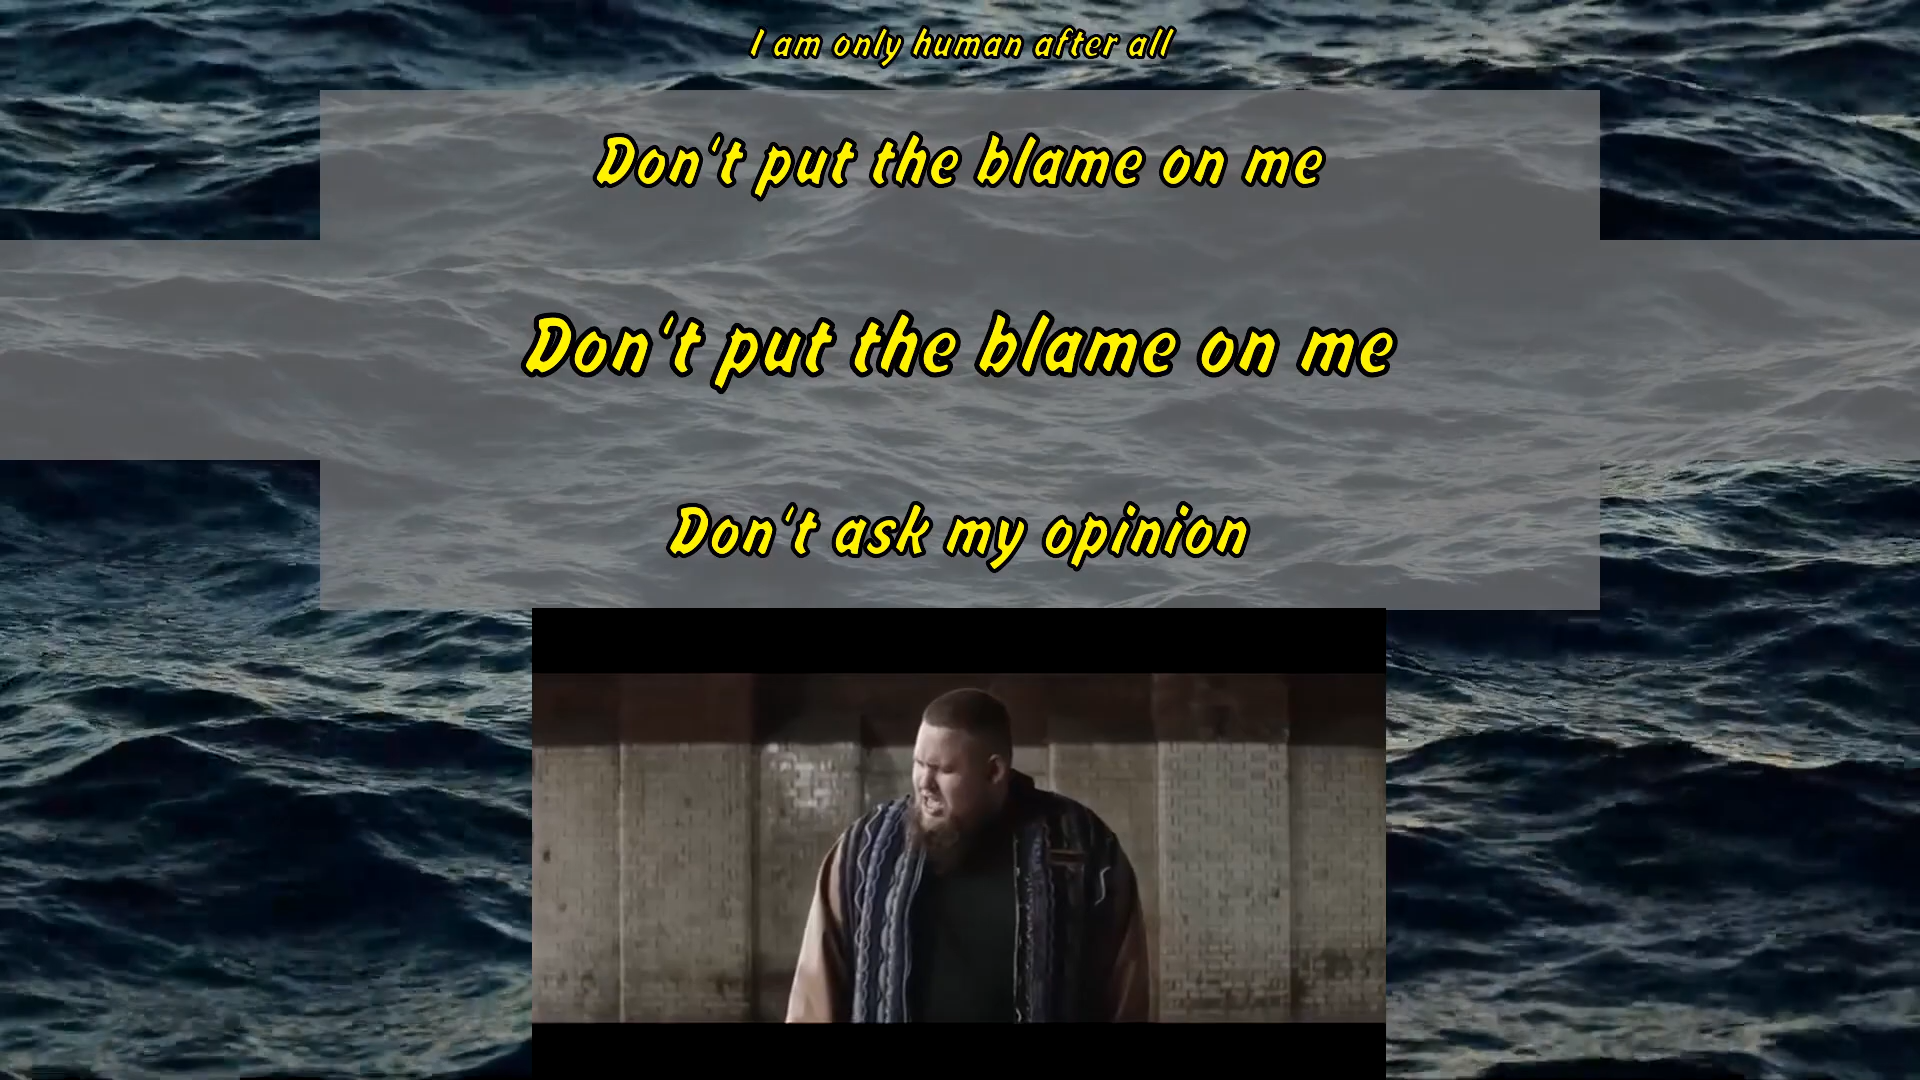 I am only human after all
Don't put the blame on me
Don't put the blame on me
Don't ask my opinion